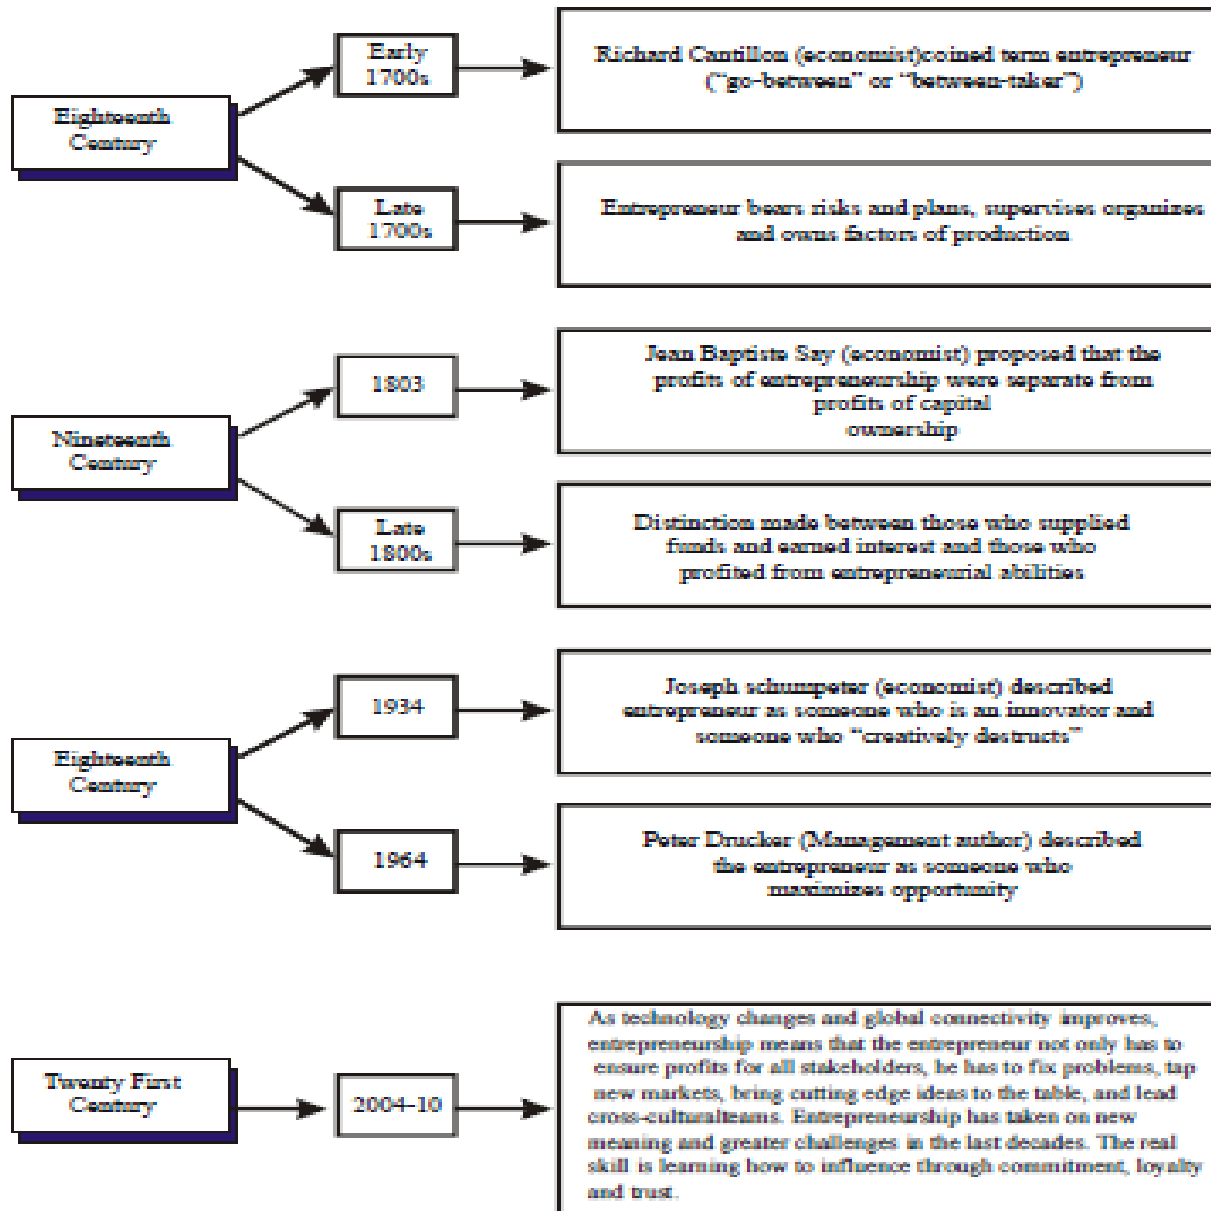 Eighteenth
Century
Early
1700s
Richard Cantillon (economist)coined term entrepreneur
(“go-between” or “between-taker”)
Late
1700s
Entrepreneur bears risks and plans, supervises organizes
and owns factors of production
Nineteenth
Century
1803
Jean Baptiste Say (economist) proposed that the
profits of entrepreneurship were separate from
profits of capital
ownership
Late
1800s
Distinction made between those who supplied
funds and earned interest and those who
profited from entrepreneurial abilities
Eighteenth
Century
1934
Joseph schumpeter (economist) described
entrepreneur as someone who is an innovator and
someone who “creatively destructs”
1964
Peter Drucker (Management author) described
the entrepreneur as someone who
maximizes opportunity
Twenty First
Century
2004-10
As technology changes and global connectivity improves,
entrepreneurship means that the entrepreneur not only has to
ensure profits for all stakeholders, he has to fix problems, tap
new markets, bring cutting edge ideas to the table, and lead
cross-culturalteams. Entrepreneurship has taken on new
meaning and greater challenges in the last decades. The real
skill is learning how to influence through commitment, loyalty
and trust.